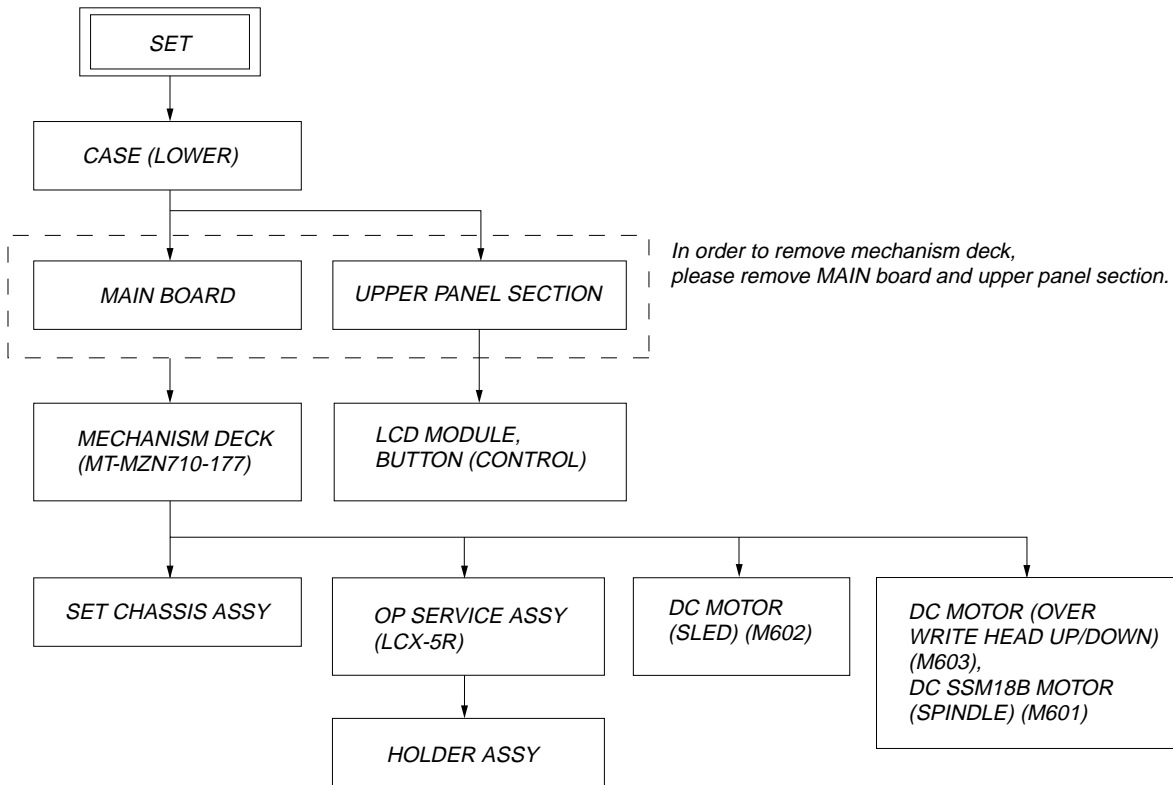 SET
CASE (LOWER)
In order to remove mechanism deck,
please remove MAIN board and upper panel section.
MAIN BOARD
UPPER PANEL SECTION
MECHANISM DECK
(MT-MZN710-177)
LCD MODULE,
BUTTON (CONTROL)
SET CHASSIS ASSY
OP SERVICE ASSY
(LCX-5R)
DC MOTOR
(SLED) (M602)
DC MOTOR (OVER
WRITE HEAD UP/DOWN)
(M603),
DC SSM18B MOTOR
(SPINDLE) (M601)
HOLDER ASSY